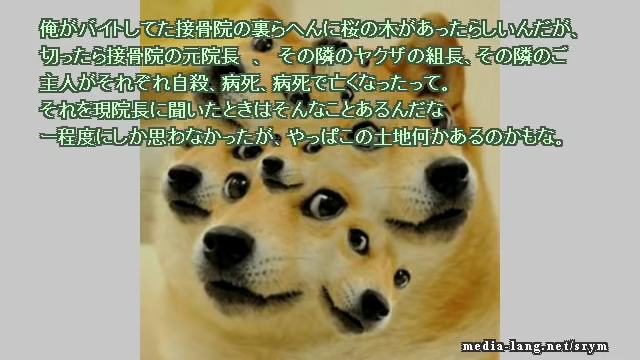 俺がバイトしてた接骨院の裏らへんに桜の木があったらしいんだが、
切ったら接骨院の元院長 、 その隣のヤクザの組長、その隣のご
主人がそれぞれ自殺、病死、病死で亡くなったって。
それを現院長に聞いたときはそんなことあるんだな
ー程度にしか思わなかったが、やっぱこの土地何かあるのかもな。
media-lang.net/srym